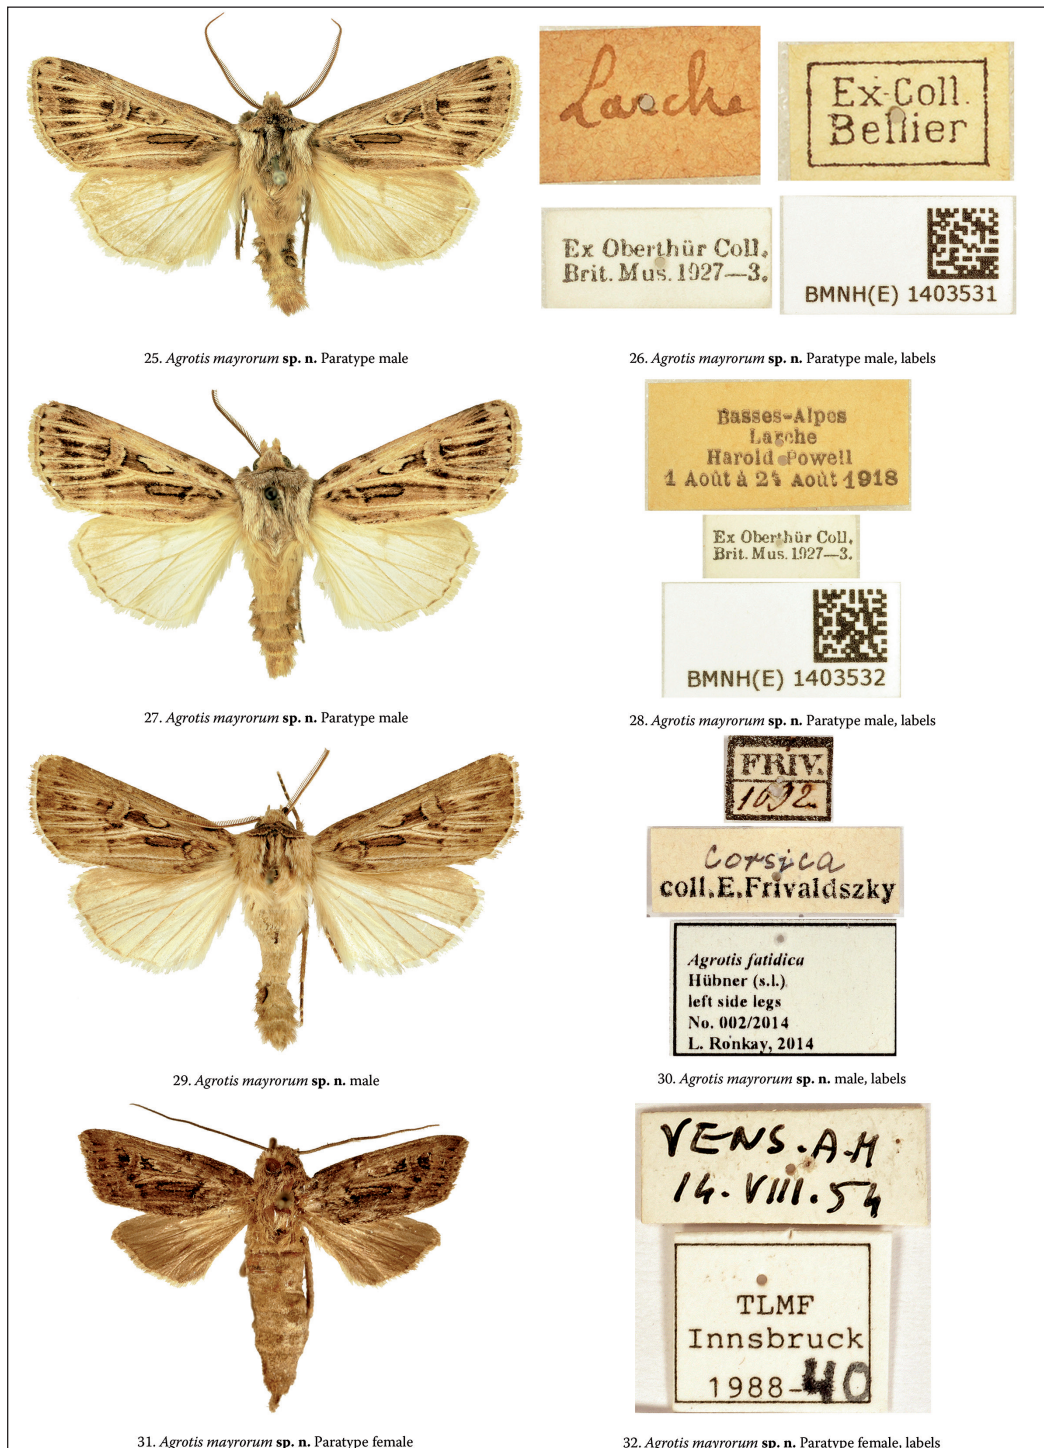 Larche
Ex Coll.
Bellier
Ex Oberthür Coll.
Brit. Mus. 1927—3.
BMNH(E) 1403531
25. Agrotis mayrorum sp. n. Paratype male
26. Agrotis mayrorum sp. n. Paratype male, labels
Basses-Alpes
Larche
Harold Powell
1 Août à 24 Août 1918
Ex Oberthür Coll.
Brit. Mus. 1927—3.
BMNH(E) 1403532
27. Agrotis mayrorum sp. n. Paratype male
28. Agrotis mayrorum sp. n. Paratype male, labels
FRIV.
1692.
Corsica
coll. E. Frivaldszky
Agrotis fatidica
Hübner (s.l.)
left side legs
No. 002/2014
L. Ronkay, 2014
29. Agrotis mayrorum sp. n. male
30. Agrotis mayrorum sp. n. male, labels
VENS. A.H
14. VIII. 54
TLMF
Innsbruck
1988-40
31. Agrotis mayrorum sp. n. Paratype female
32. Agrotis mayrorum sp. n. Paratype female, labels